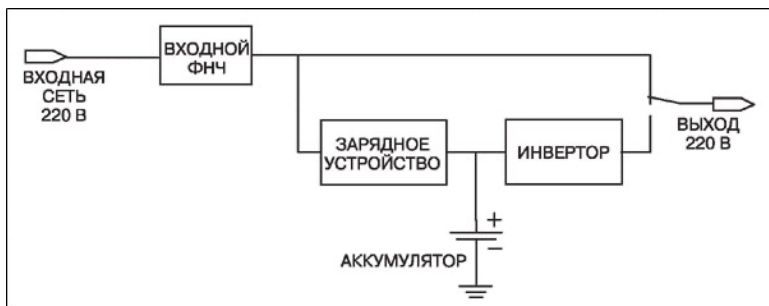 ВХОДНОЙ
ФНЧ
ВХОДНАЯ
СЕТЬ
220 В
ЗАРЯДНОЕ
УСТРОЙСТВО
ИНВЕРТОР
ВЫХОД
220 В
+
−
АККУМУЛЯТОР